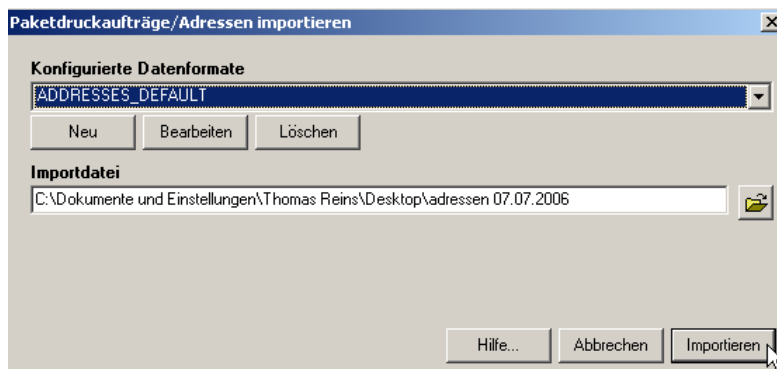 Paketdruckaufträge/Adressen importieren
Konfigurierte Datenformate
ADDRESSES_DEFAULT
Neu Bearbeiten Löschen
Importdatei
C:\Dokumente und Einstellungen\Thomas Reins\Desktop\adressen 07.07.2006
Hilfe... Abbrechen Importieren